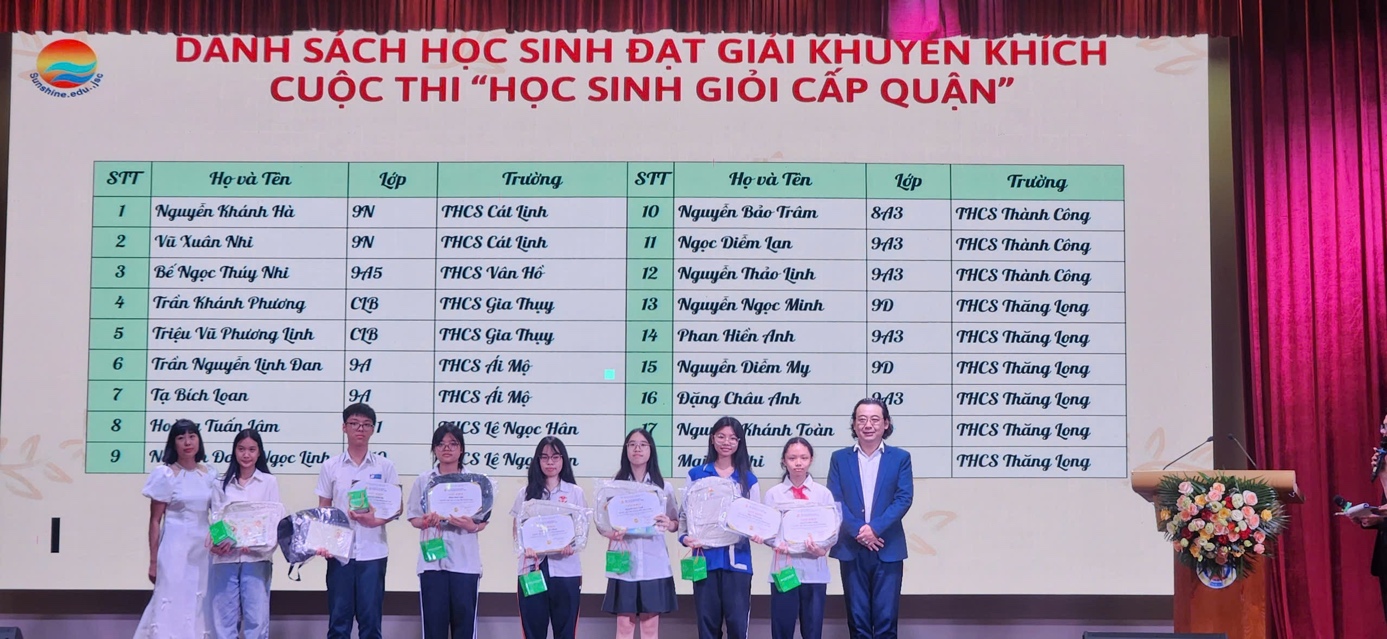 DANH SÁCH HỌC SINH ĐẠT GIẢI KHUYẾN KHÍCH
CUỘC THI “HỌC SINH GIỎI CẤP QUẬN”
Sunshine.edu.,jsc
STT Họ và Tên Lớp Trường STT Họ và Tên Lớp Trường
1 Nguyễn Khánh Hà 9N THCS Cát Linh 10 Nguyễn Bảo Trâm 8A3 THCS Thành Công
2 Vũ Xuân Nhi 9N THCS Cát Linh 11 Ngọc Diễm Lan 9A3 THCS Thành Công
3 Bế Ngọc Thúy Nhi 9A5 THCS Vân Hồ 12 Nguyễn Thảo Linh 9A3 THCS Thành Công
4 Trần Khánh Phương CLB THCS Gia Thụy 13 Nguyễn Ngọc Minh 9D THCS Thăng Long
5 Triệu Vũ Phương Linh CLB THCS Gia Thụy 14 Phan Hiền Anh 9A3 THCS Thăng Long
6 Trần Nguyễn Linh Đan 9A THCS Ái Mộ 15 Nguyễn Diễm My 9D THCS Thăng Long
7 Tạ Bích Loan 9A THCS Ái Mộ 16 Đặng Châu Anh 9A3 THCS Thăng Long
8 Tuấn Lâm THCS Lê Ngọc Hân 17 Khánh Toàn THCS Thăng Long
9 Ngọc Linh THCS Lê THCS Thăng Long